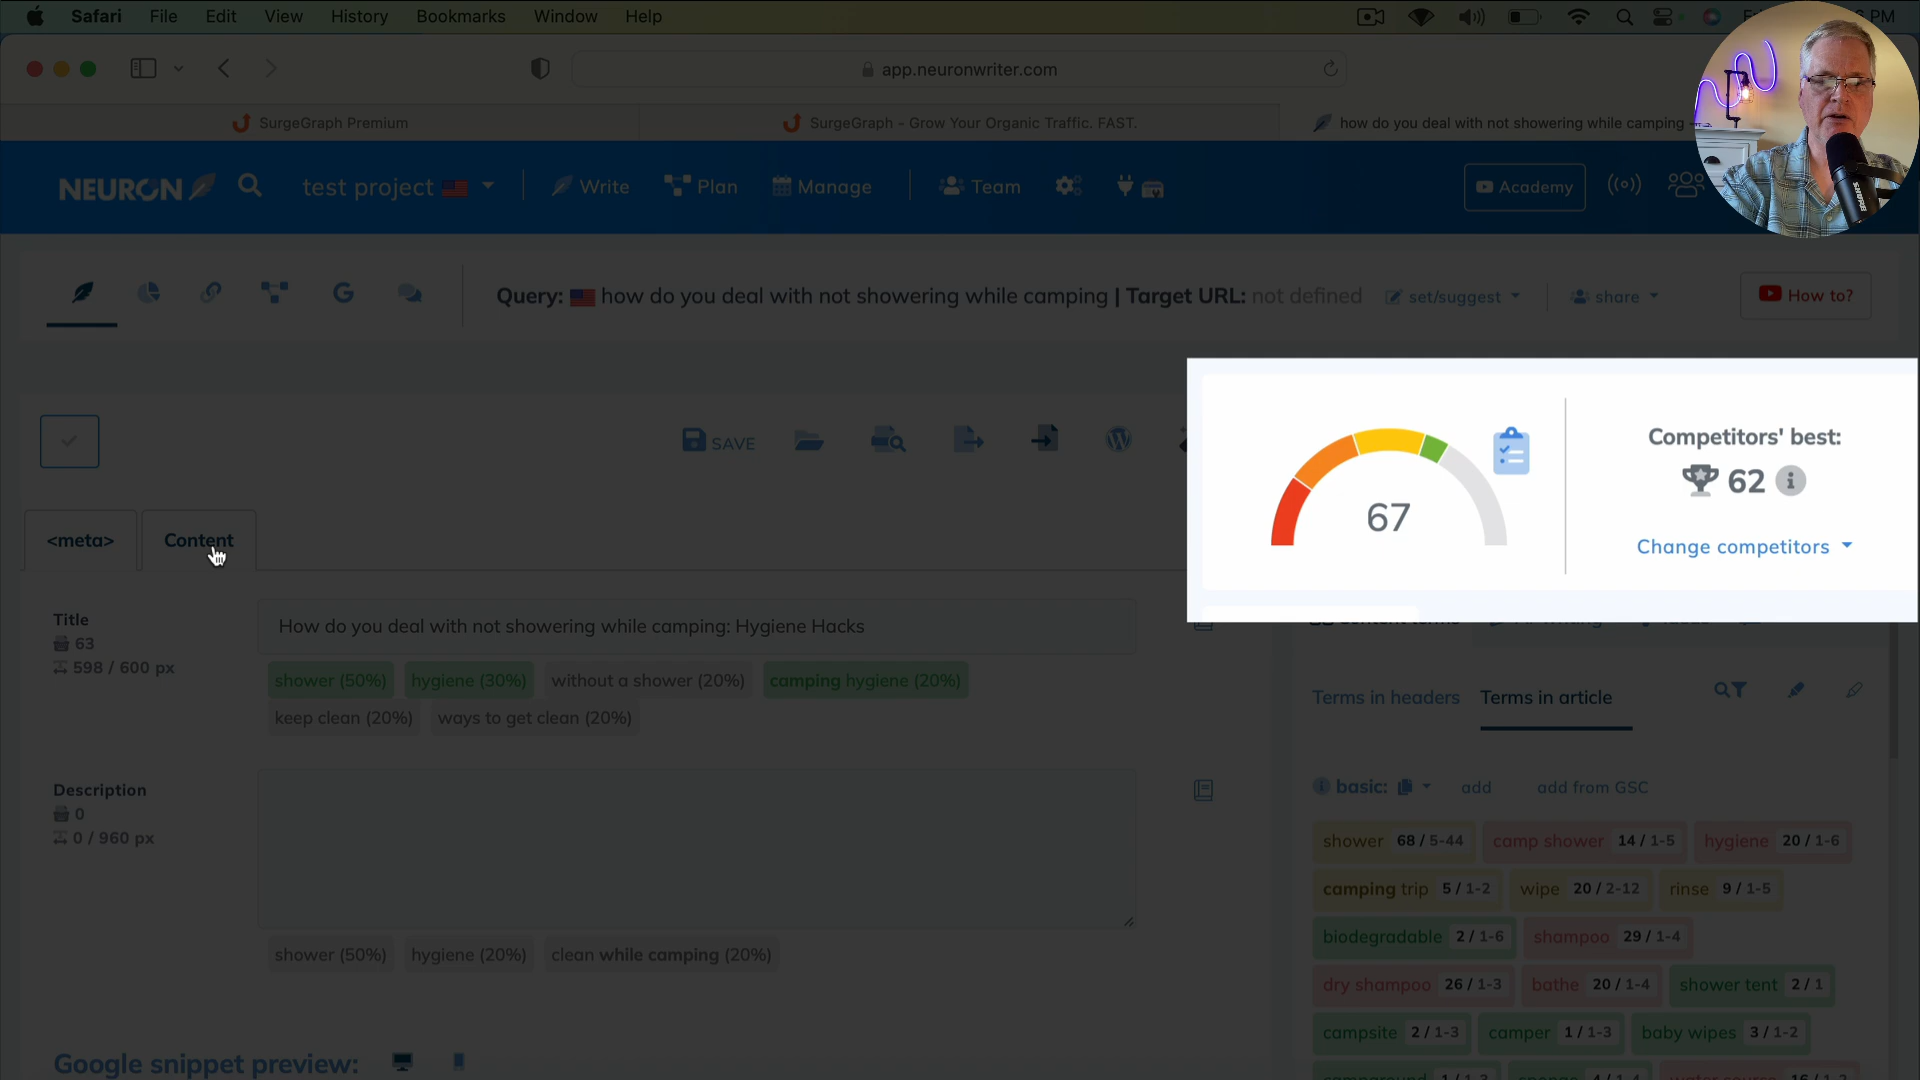 Safari File Edit View History Bookmarks Window Help
PM
app.neuronwriter.com
SurgeGraph Premium
SurgeGraph - Grow Your Organic Traffic. FAST.
how do you deal with not showering while camping
NEURON
test project
Write
Plan
Manage
Team
Academy
Query: how do you deal with not showering while camping | Target URL: not defined
set/suggest
share
How to?
SAVE
67
Competitors' best:
62
Change competitors
<meta>
Content
Title
63
598 / 600 px
How do you deal with not showering while camping: Hygiene Hacks
shower (50%) hygiene (30%) without a shower (20%) camping hygiene (20%)
keep clean (20%) ways to get clean (20%)
Description
0
0 / 960 px
shower (50%) hygiene (20%) clean while camping (20%)
Google snippet preview:
Terms in headers Terms in article
basic: add add from GSC
shower 68 / 5-44 camp shower 14 / 1-5 hygiene 20 / 1-6
camping trip 5 / 1-2 wipe 20 / 2-12 rinse 9 / 1-5
biodegradable 2 / 1-6 shampoo 29 / 1-4
dry shampoo 26 / 1-3 bathe 20 / 1-4 shower tent 2 / 1
campsite 2 / 1-3 camper 1 / 1-3 baby wipes 3 / 1-2